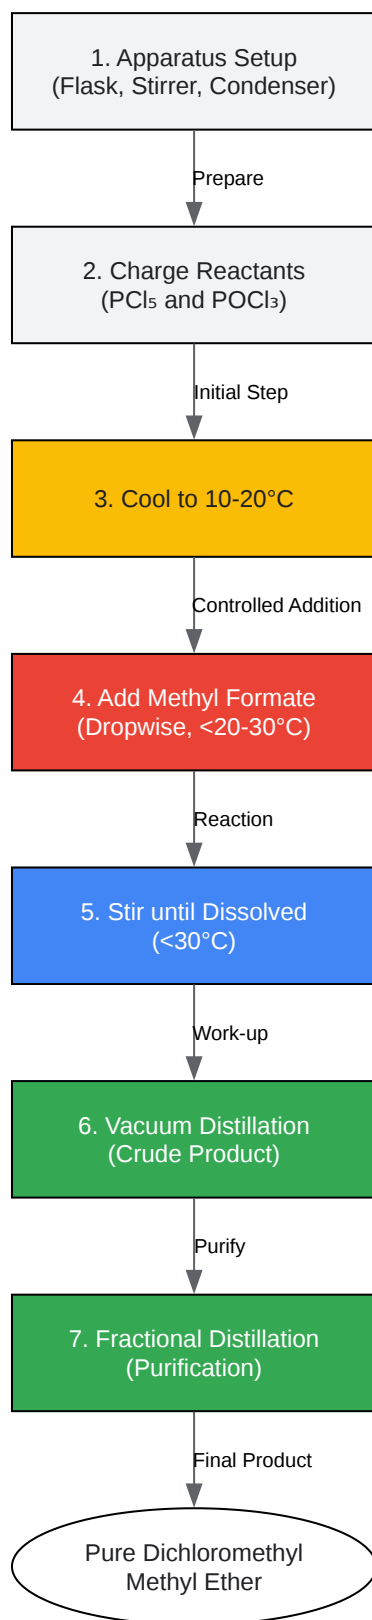 1. Apparatus Setup
(Flask, Stirrer, Condenser)
Prepare
2. Charge Reactants
(PCl₅ and POCl₃)
Initial Step
3. Cool to 10-20°C
Controlled Addition
4. Add Methyl Formate
(Dropwise, <20-30°C)
Reaction
5. Stir until Dissolved
(<30°C)
Work-up
6. Vacuum Distillation
(Crude Product)
Purify
7. Fractional Distillation
(Purification)
Final Product
Pure Dichloromethyl
Methyl Ether